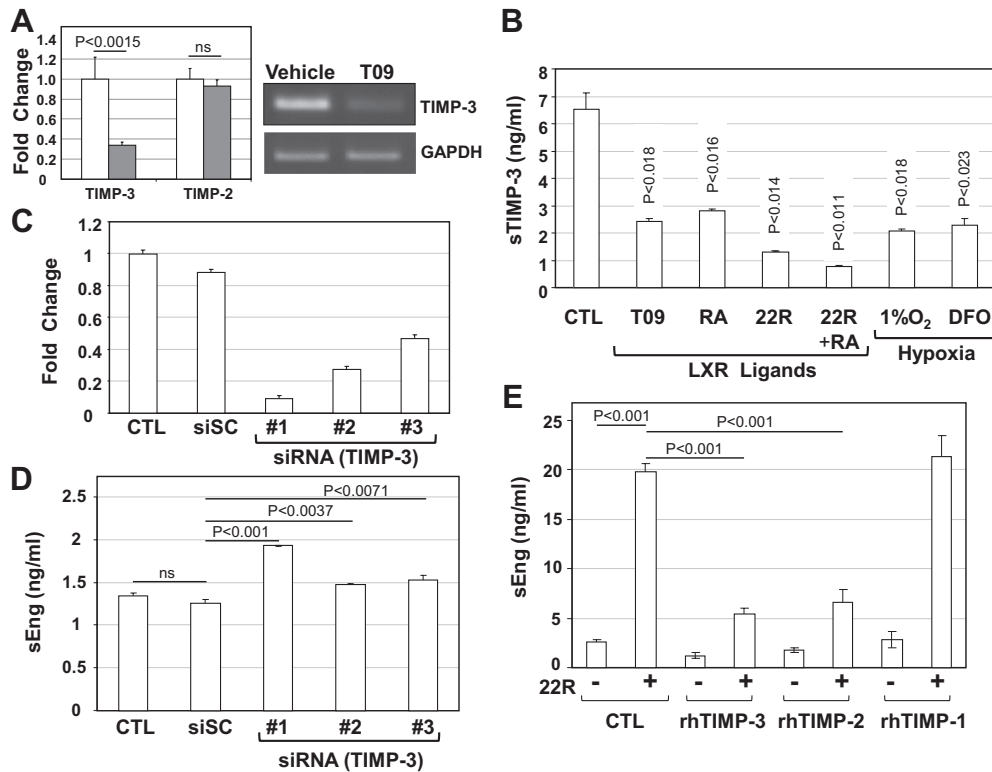 A
Fold Change
1.4
1.2
1.0
0.8
0.6
0.4
0.2
0
P<0.0015
ns
TIMP-3
TIMP-2
Vehicle T09
TIMP-3
GAPDH
B
sTIMP-3 (ng/ml)
8
7
6
5
4
3
2
1
0
P<0.018
P<0.016
P<0.014
P<0.011
P<0.018
P<0.023
CTL T09 RA 22R 22R +RA 1%O2 DFO
LXR Ligands
Hypoxia
C
Fold Change
1.2
1
0.8
0.6
0.4
0.2
0
CTL siSC #1 #2 #3
siRNA (TIMP-3)
D
sEng (ng/ml)
2.5
2
1.5
1
0.5
0
ns
P<0.001
P<0.0037
P<0.0071
CTL siSC #1 #2 #3
siRNA (TIMP-3)
E
sEng (ng/ml)
25
20
15
10
5
0
P<0.001
P<0.001
P<0.001
22R - + - + - + - +
CTL rhTIMP-3 rhTIMP-2 rhTIMP-1